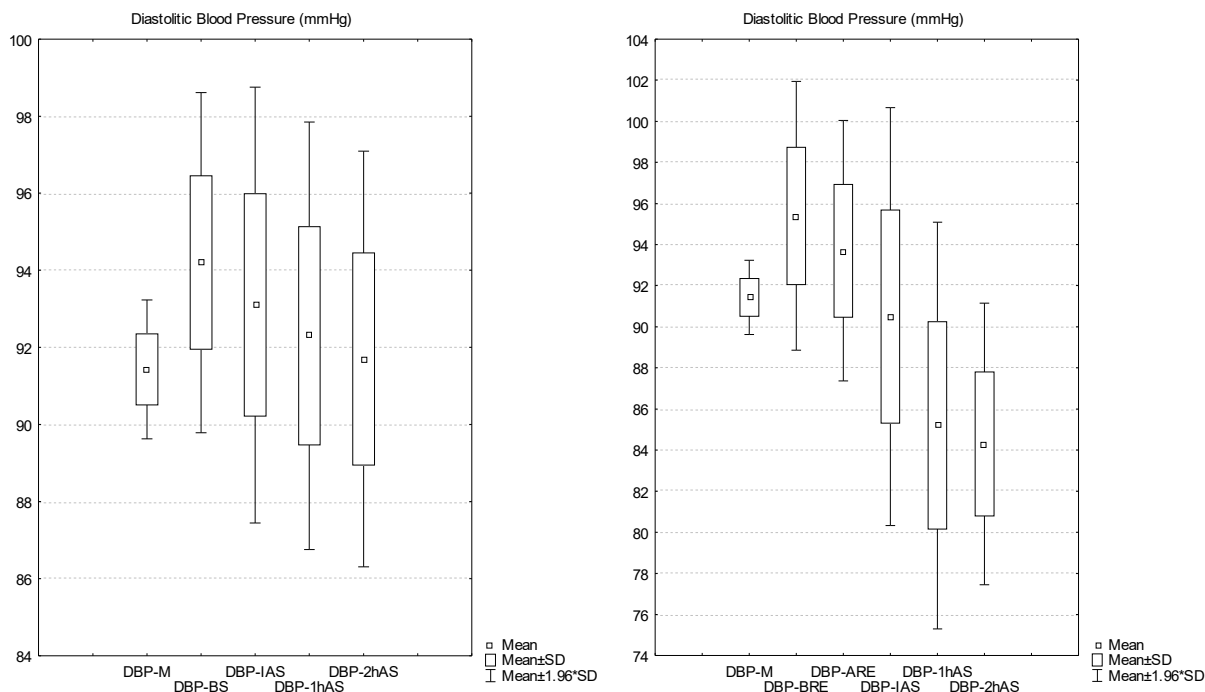 Diastolitic Blood Pressure (mmHg)
100
98
96
94
92
90
88
86
84
DBP-M
DBP-BS
DBP-IAS
DBP-1hAS
DBP-2hAS
Mean
Mean±SD
Mean±1.96*SD
Diastolitic Blood Pressure (mmHg)
104
102
100
98
96
94
92
90
88
86
84
82
80
78
76
74
DBP-M
DBP-BRE
DBP-ARE
DBP-IAS
DBP-1hAS
DBP-2hAS
Mean
Mean±SD
Mean±1.96*SD